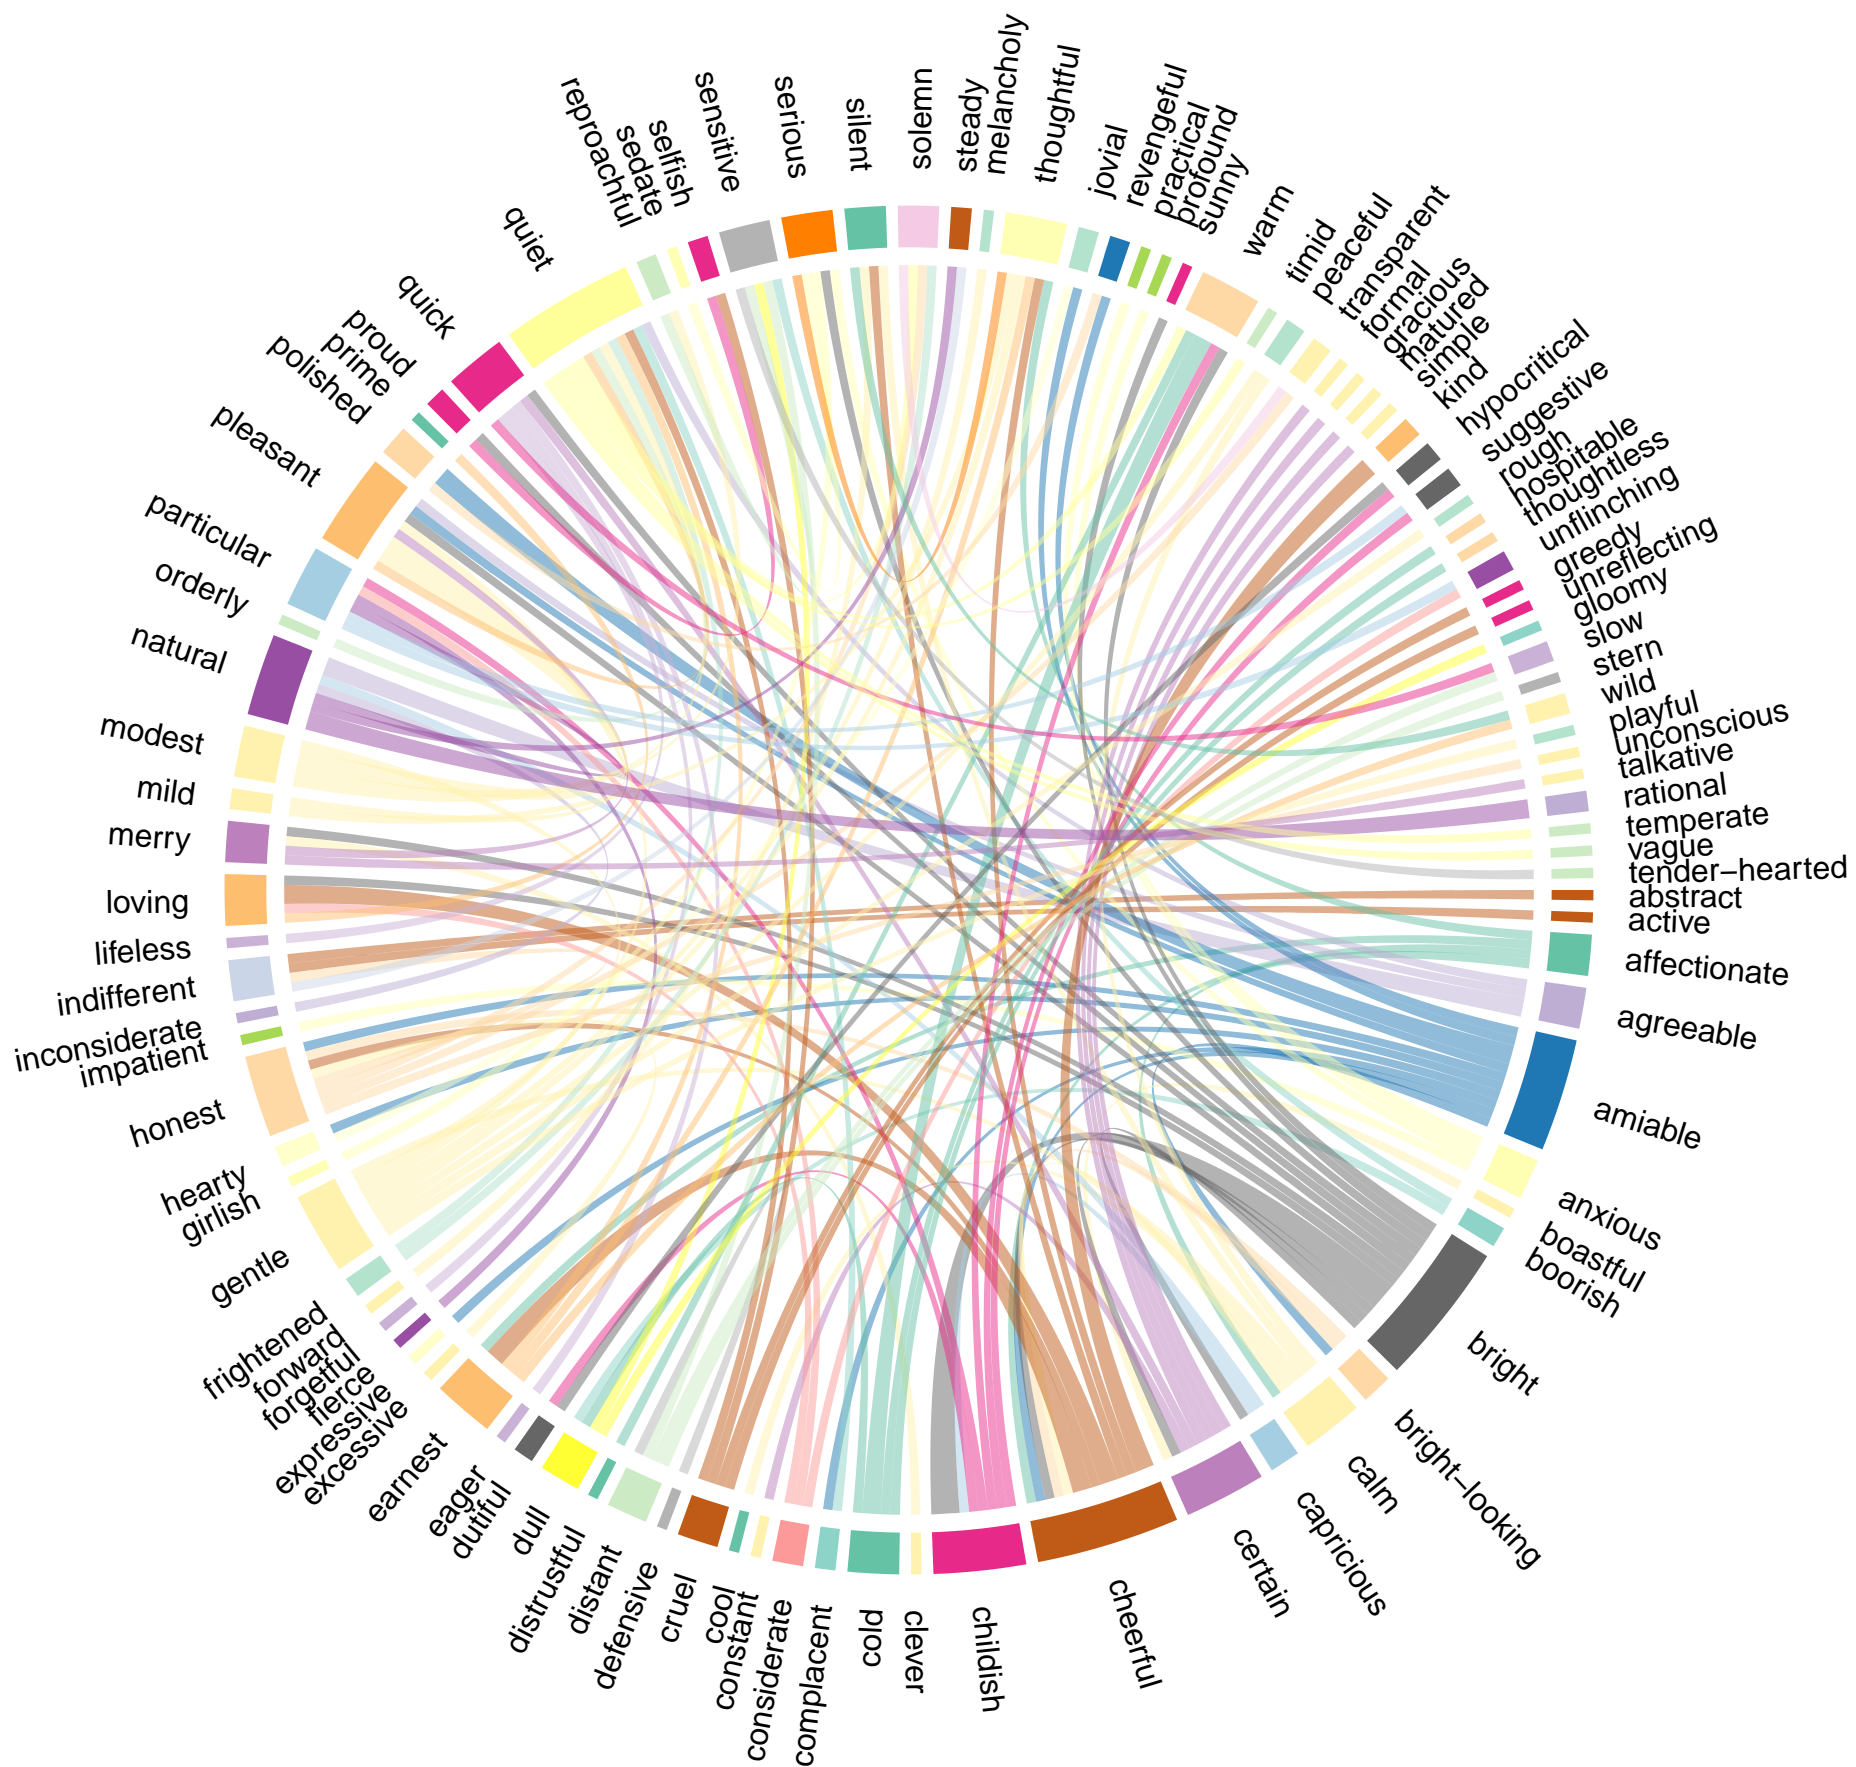 abstract
active
affectionate
agreeable
amiable
anxious
boastful
boorish
bright
bright−looking
calm
capricious
certain
cheerful
childish
clever
cold
complacent
considerate
constant
cool
cruel
defensive
distant
distrustful
dull
dutiful
eager
earnest
excessive
expressive
fierce
forgetful
forward
frightened
gentle
girlish
hearty
honest
impatient
inconsiderate
indifferent
lifeless
loving
merry
mild
modest
natural
orderly
particular
pleasant
polished
prime
proud
quick
quiet
reproachful
sedate
selfish
sensitive
serious
silent
solemn
steady
melancholy
thoughtful
jovial
revengeful
practical
profound
sunny
warm
timid
peaceful
transparent
formal
gracious
matured
simple
kind
hypocritical
suggestive
rough
hospitable
thoughtless
unflinching
greedy
unreflecting
gloomy
slow
stern
wild
playful
unconscious
talkative
rational
temperate
vague
tender−hearted